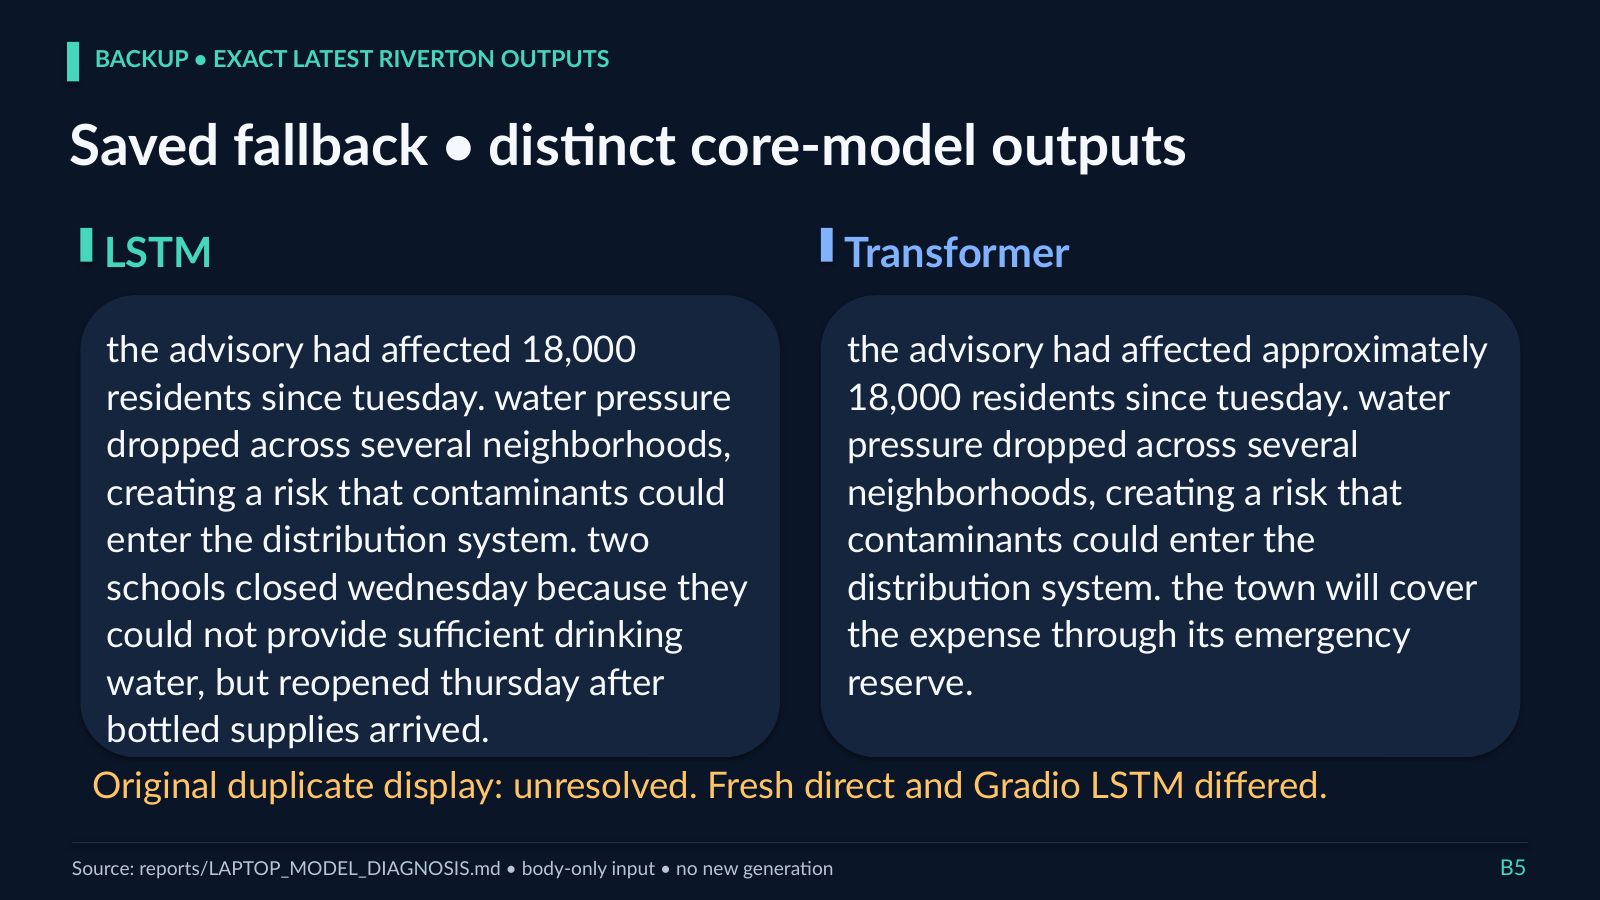 BACKUP • EXACT LATEST RIVERTON OUTPUTS
Saved fallback • distinct core-model outputs
LSTM
the advisory had affected 18,000
residents since tuesday. water pressure
dropped across several neighborhoods,
creating a risk that contaminants could
enter the distribution system. two
schools closed wednesday because they
could not provide sufficient drinking
water, but reopened thursday after
bottled supplies arrived.
Transformer
the advisory had affected approximately
18,000 residents since tuesday. water
pressure dropped across several
neighborhoods, creating a risk that
contaminants could enter the
distribution system. the town will cover
the expense through its emergency
reserve.
Original duplicate display: unresolved. Fresh direct and Gradio LSTM differed.
Source: reports/LAPTOP_MODEL_DIAGNOSIS.md • body-only input • no new generation
B5